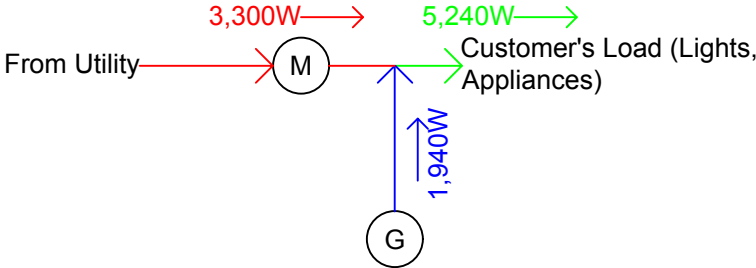 3,300W
5,240W
From Utility
M
Customer's Load (Lights,
Appliances)
1,940W
G